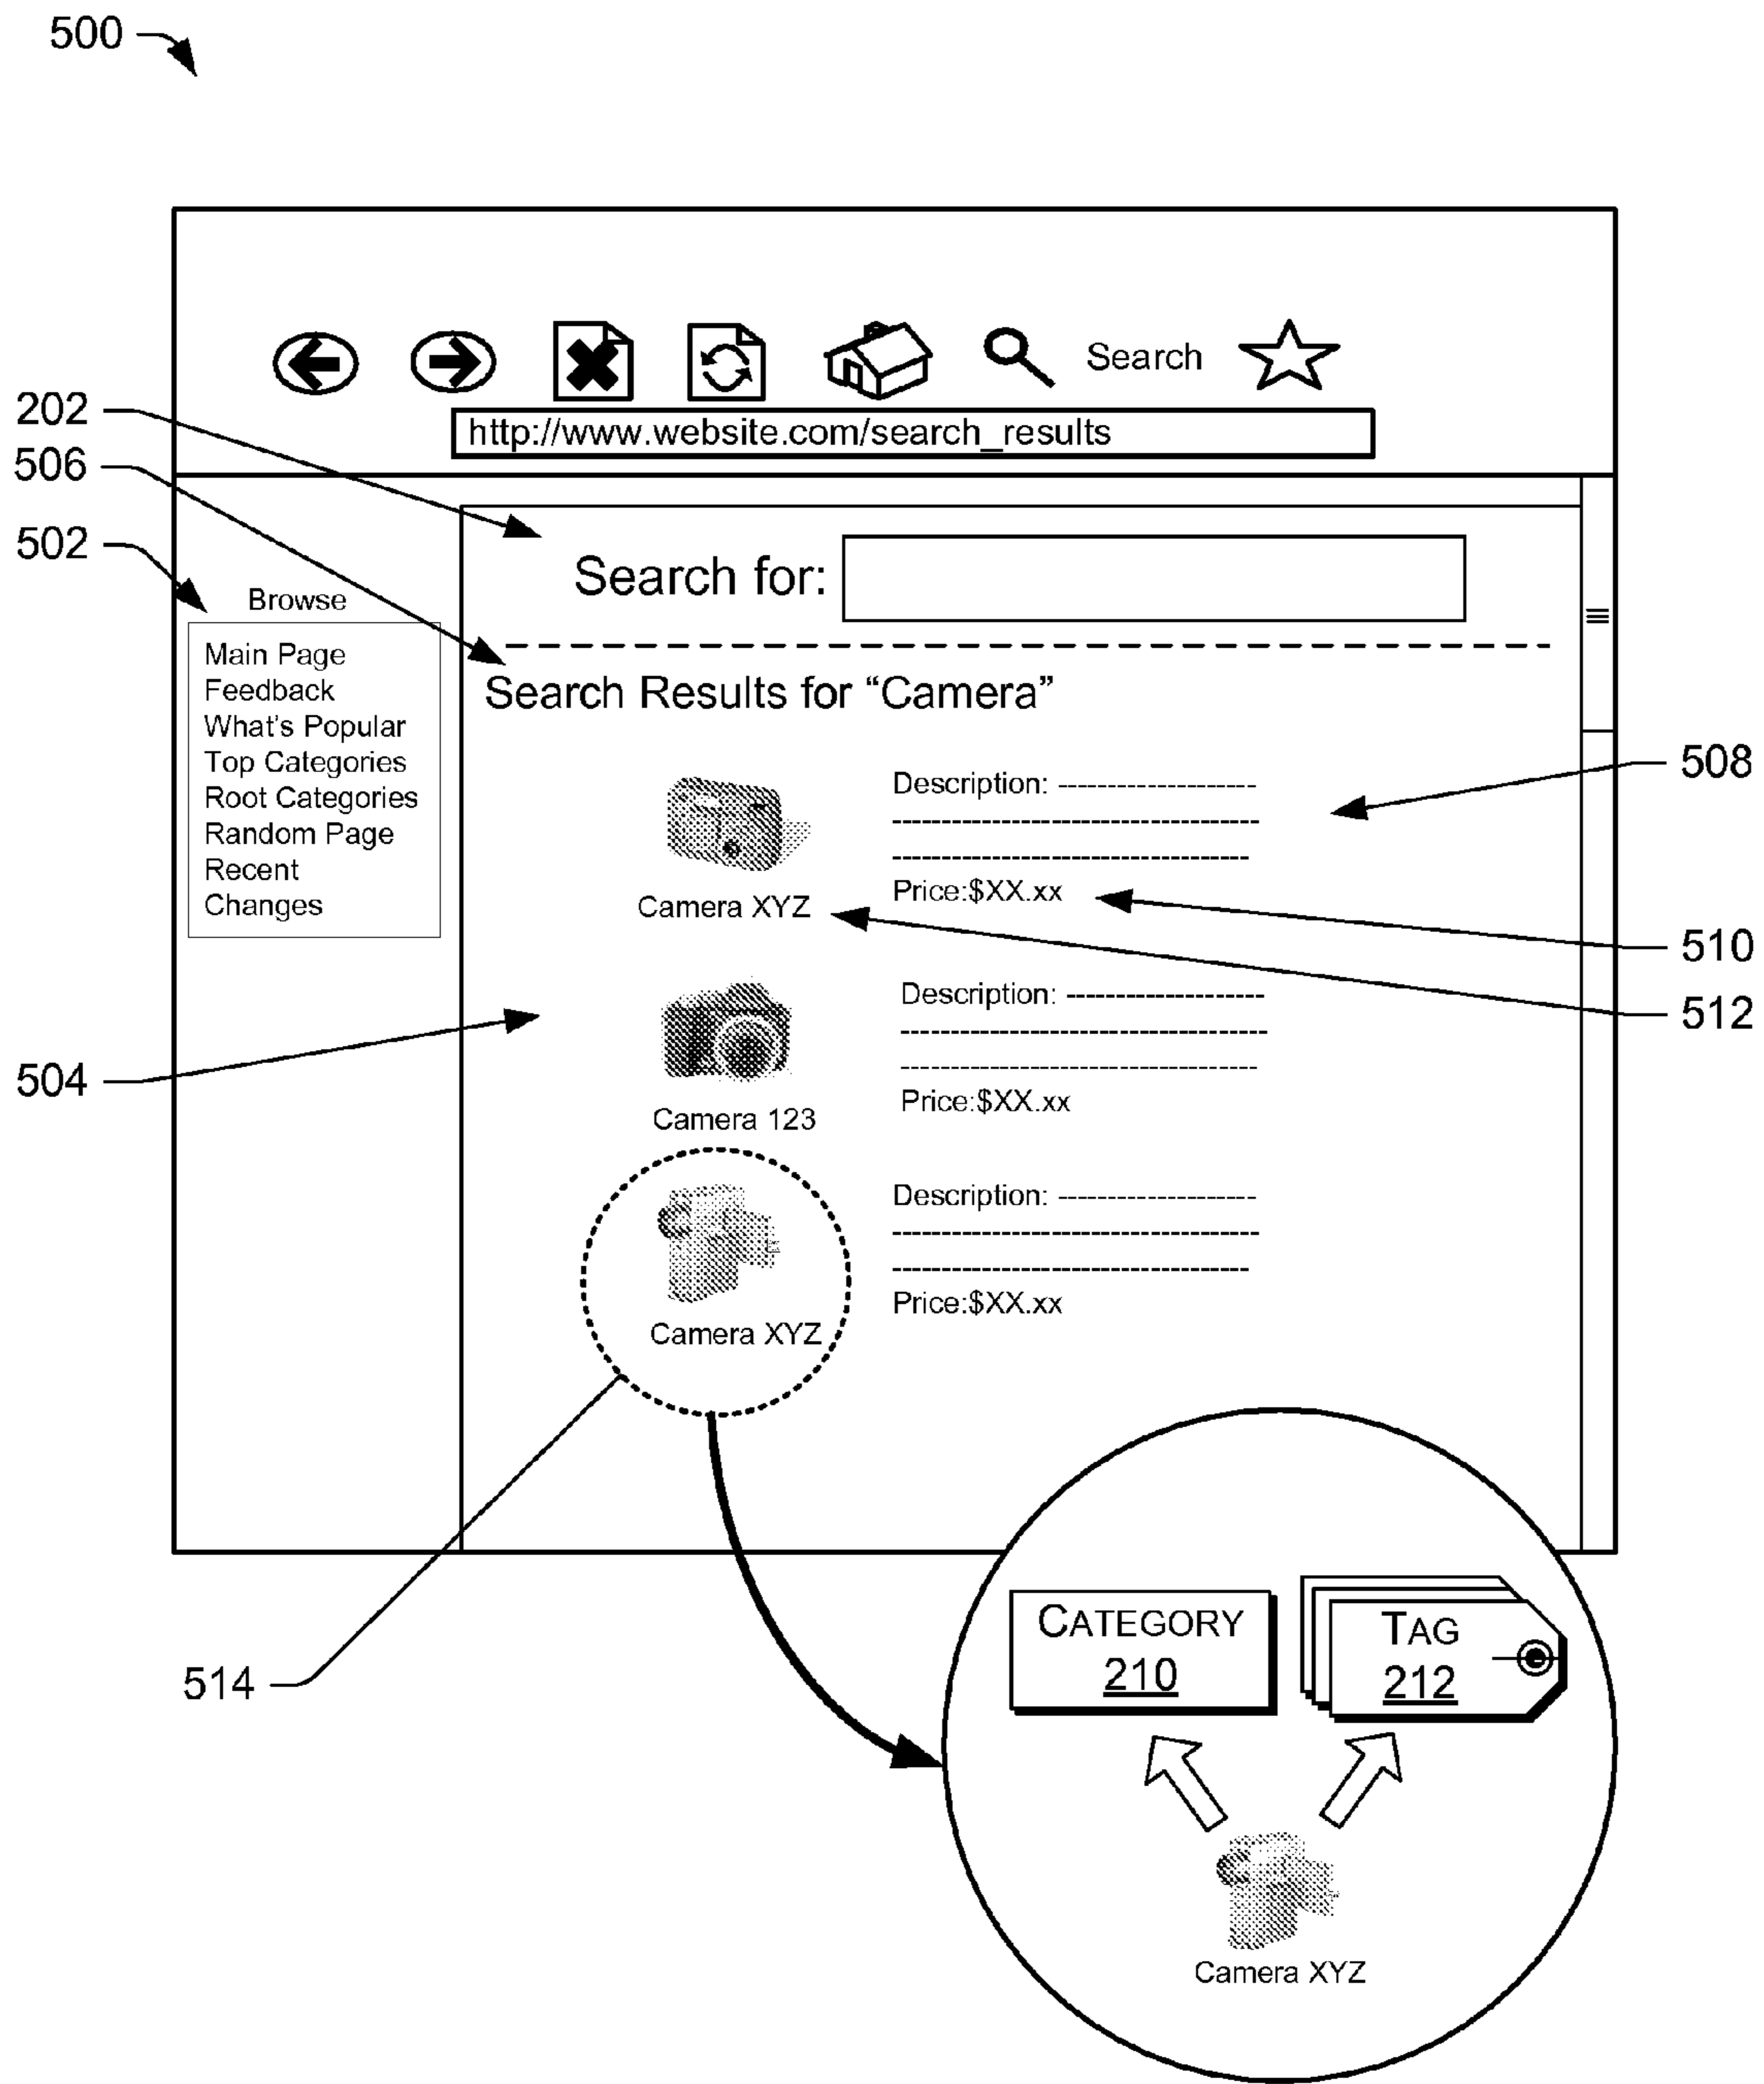 500
Search
202
http://www.website.com/search_results
506
502
Search for:
Browse
Main Page
Feedback
What's Popular
Top Categories
Root Categories
Random Page
Recent
Changes
Search Results for “Camera”
508
Description:
Price:$XX.xx
Camera XYZ
510
512
504
Description:
Price:$XX.xx
Camera 123
Description:
Price:$XX.xx
Camera XYZ
514
CATEGORY
210
TAG
212
Camera XYZ